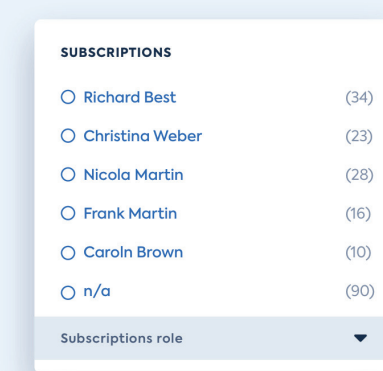 SUBSCRIPTIONS
Richard Best (34)
Christina Weber (23)
Nicola Martin (28)
Frank Martin (16)
Caroln Brown (10)
n/a (90)
Subscriptions role